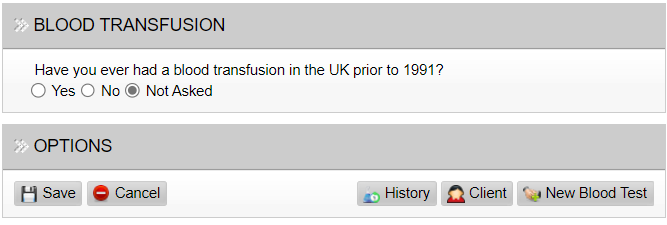 BLOOD TRANSFUSION
Have you ever had a blood transfusion in the UK prior to 1991?
Yes No Not Asked
OPTIONS
Save Cancel History Client New Blood Test